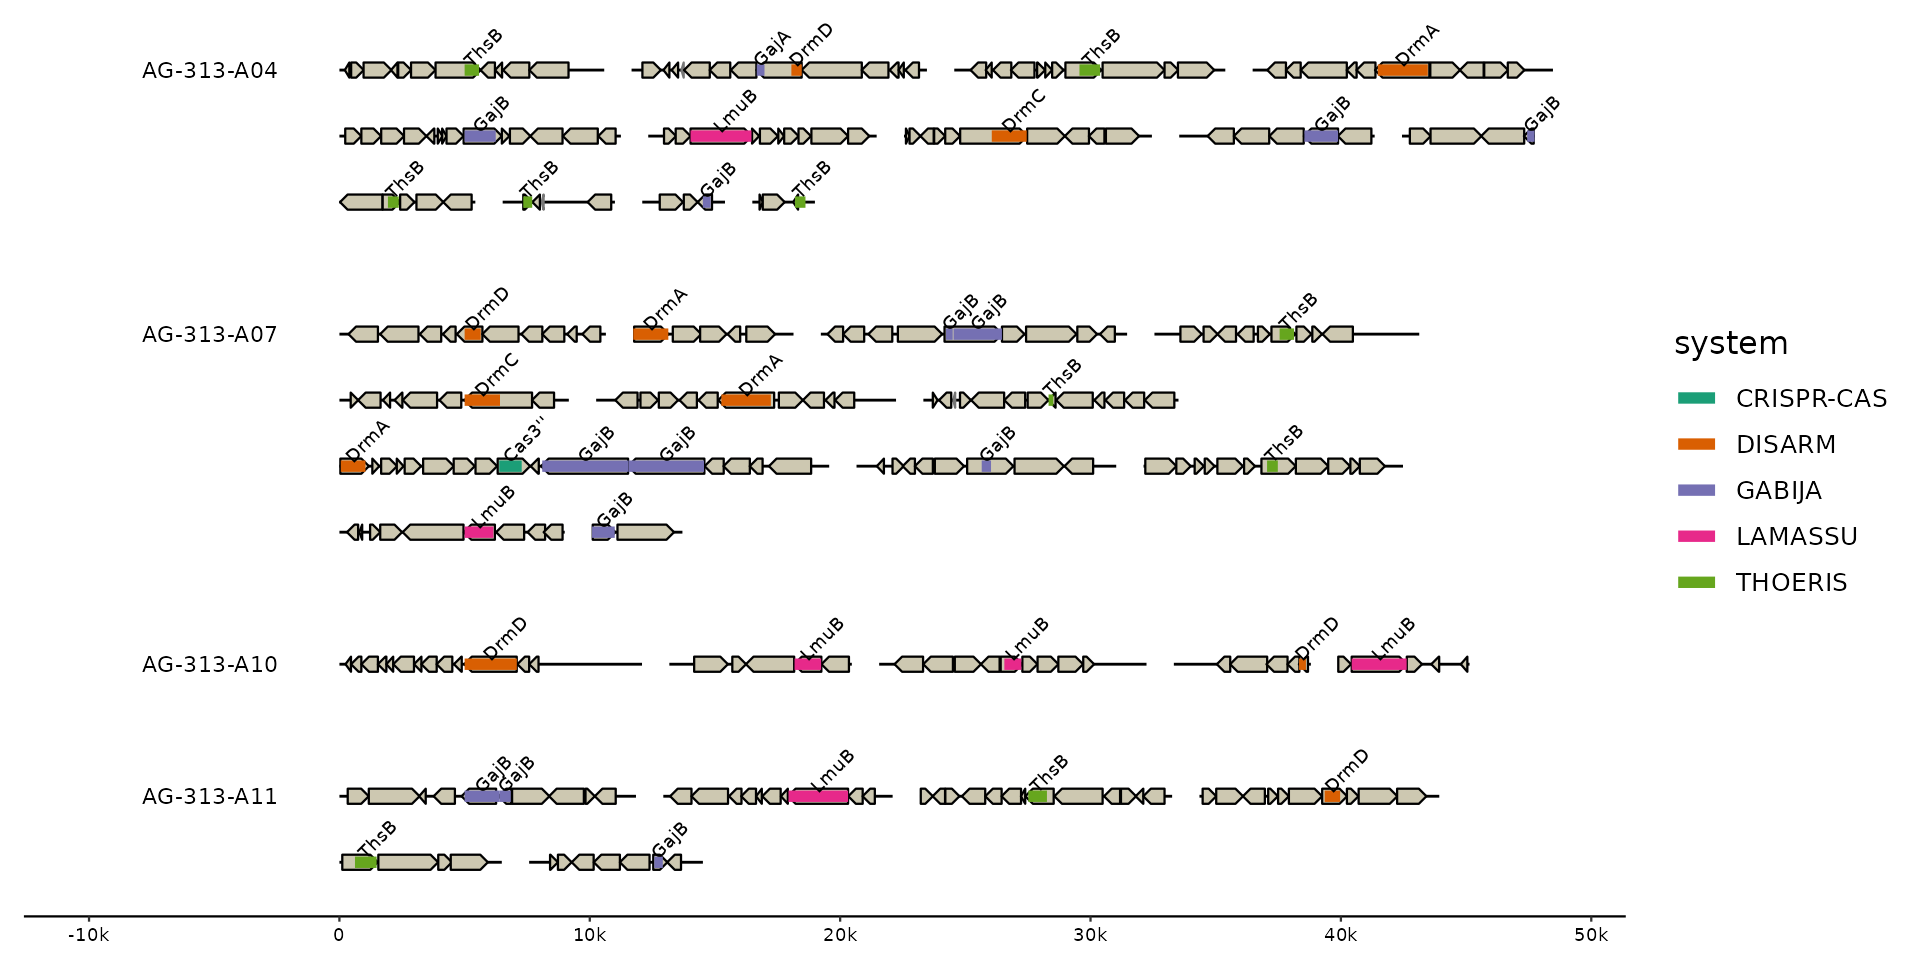 ThsB GajA DrmD ThsB DrmA
AG-313-A04
GajB LmuB DrmC GajB GajB
ThsB ThsB GajB ThsB
DrmD DrmA GajB GajB ThsB
AG-313-A07
DrmC DrmA ThsB
DrmA Cas3'' GajB GajB GajB ThsB
LmuB GajB
DrmD LmuB LmuB DrmD LmuB
AG-313-A10
GajB GajB LmuB ThsB DrmD
AG-313-A11
ThsB GajB
-10k 0 10k 20k 30k 40k 50k
system
CRISPR-CAS
DISARM
GABIJA
LAMASSU
THOERIS